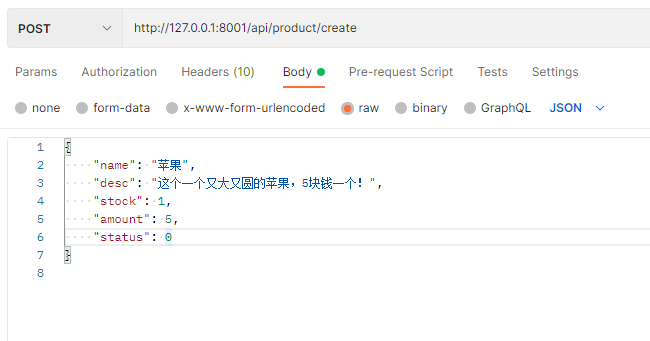 POST http://127.0.0.1:8001/api/product/create
Params Authorization Headers (10) Body Pre-request Script Tests Settings
none form-data x-www-form-urlencoded raw binary GraphQL JSON
1 {
2 "name": "苹果",
3 "desc": "这个一个又大又圆的苹果，5块钱一个！",
4 "stock": 1,
5 "amount": 5,
6 "status": 0
7 }
8